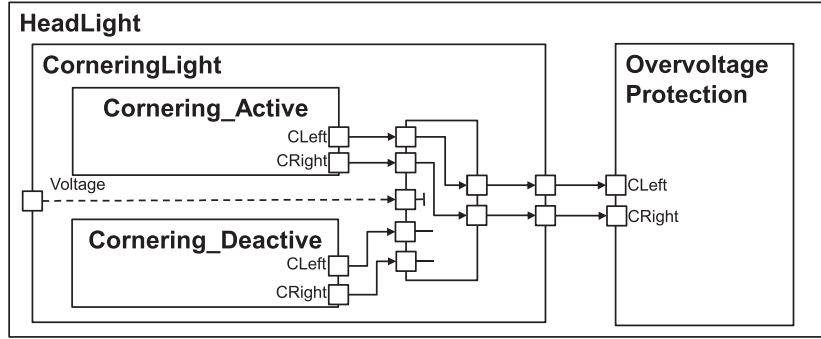 HeadLight
CorneringLight
Cornering_Active
CLeft
CRight
Voltage
Cornering_Deactive
CLeft
CRight
Overvoltage
Protection
CLeft
CRight